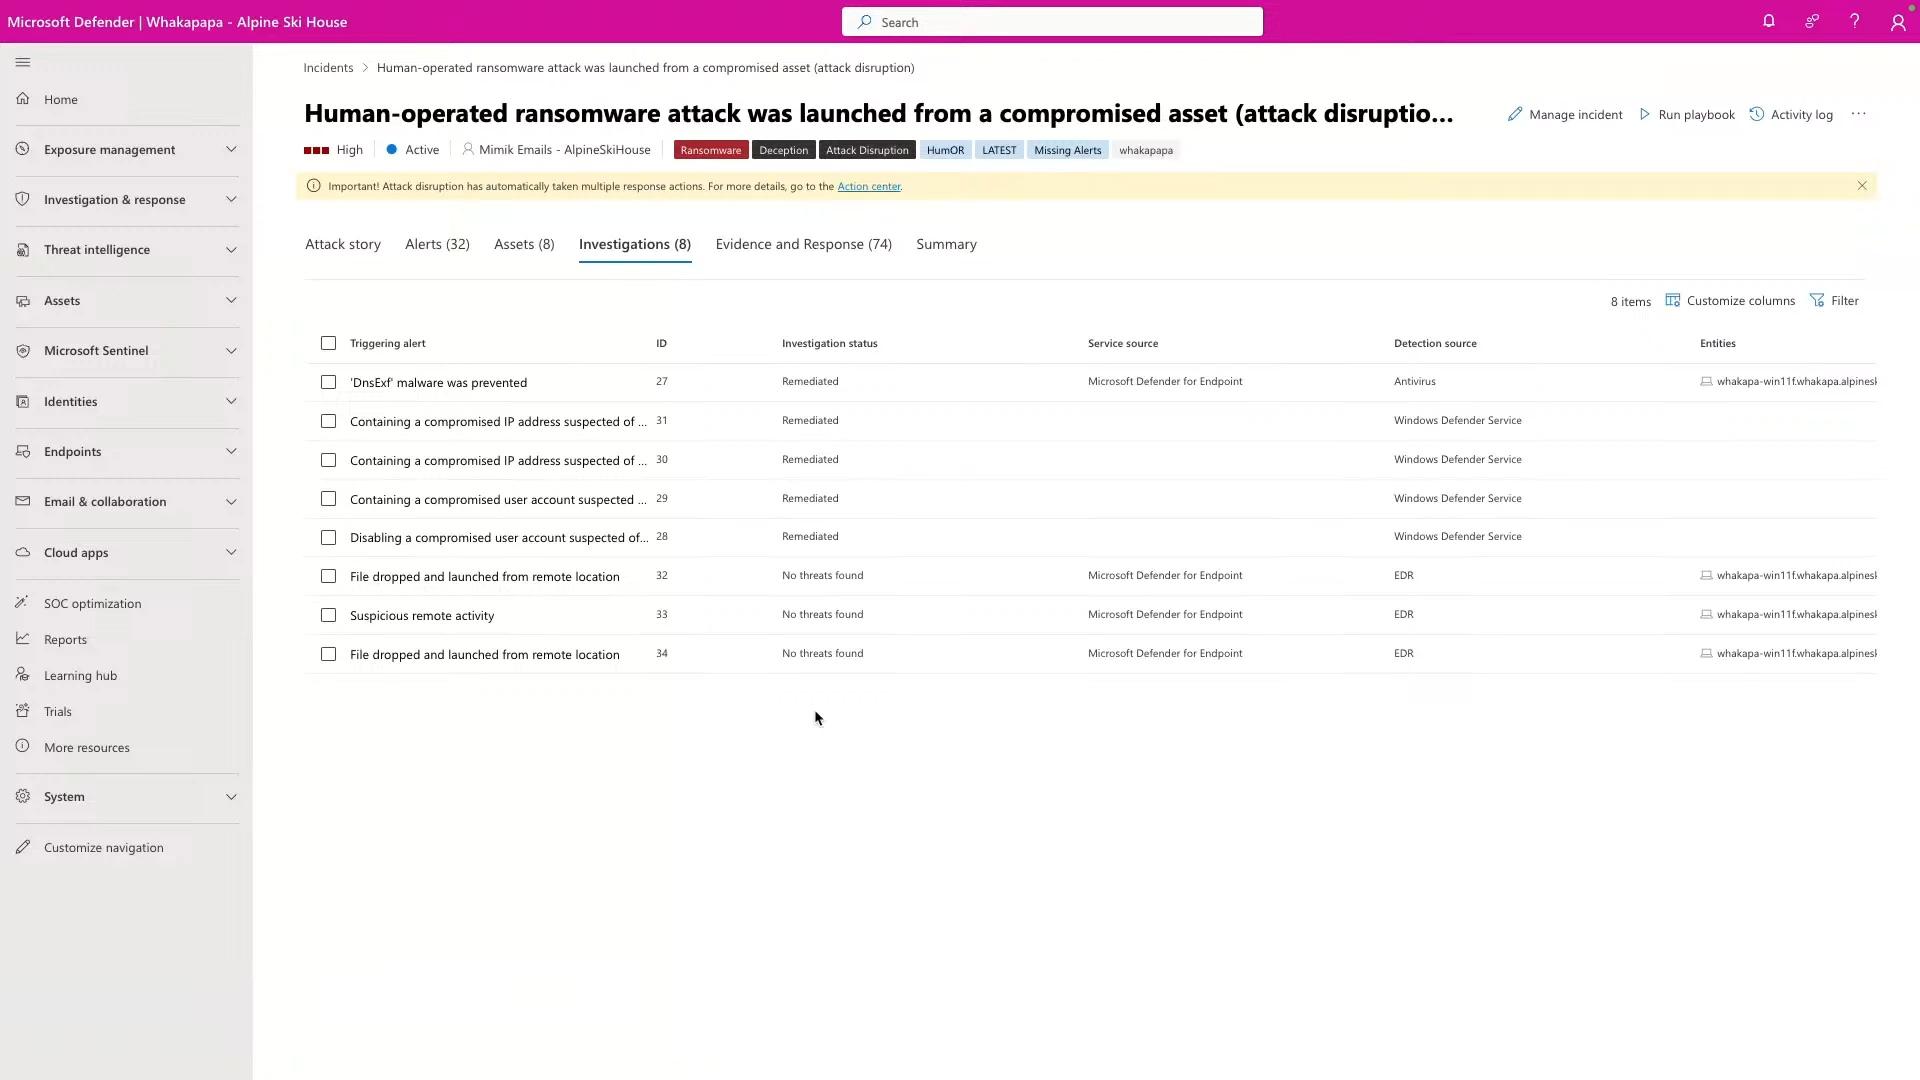 Microsoft Defender | Whakapapa - Alpine Ski House
Search
Incidents > Human-operated ransomware attack was launched from a compromised asset (attack disruption)
Human-operated ransomware attack was launched from a compromised asset (attack disruptio...
Manage incident Run playbook Activity log ...
High Active Mimik Emails - AlpineSkiHouse Ransomware Deception Attack Disruption HumOR LATEST Missing Alerts whakapapa
Important! Attack disruption has automatically taken multiple response actions. For more details, go to the Action center.
Attack story Alerts (32) Assets (8) Investigations (8) Evidence and Response (74) Summary
8 items Customize columns Filter
Triggering alert ID Investigation status Service source Detection source Entities
'DnsExf' malware was prevented 27 Remediated Microsoft Defender for Endpoint Antivirus whakapa-win11f.whakapa.alpinesk
Containing a compromised IP address suspected of ... 31 Remediated Windows Defender Service
Containing a compromised IP address suspected of ... 30 Remediated Windows Defender Service
Containing a compromised user account suspected ... 29 Remediated Windows Defender Service
Disabling a compromised user account suspected of... 28 Remediated Windows Defender Service
File dropped and launched from remote location 32 No threats found Microsoft Defender for Endpoint EDR whakapa-win11f.whakapa.alpinesk
Suspicious remote activity 33 No threats found Microsoft Defender for Endpoint EDR whakapa-win11f.whakapa.alpinesk
File dropped and launched from remote location 34 No threats found Microsoft Defender for Endpoint EDR whakapa-win11f.whakapa.alpinesk
Home
Exposure management
Investigation & response
Threat intelligence
Assets
Microsoft Sentinel
Identities
Endpoints
Email & collaboration
Cloud apps
SOC optimization
Reports
Learning hub
Trials
More resources
System
Customize navigation